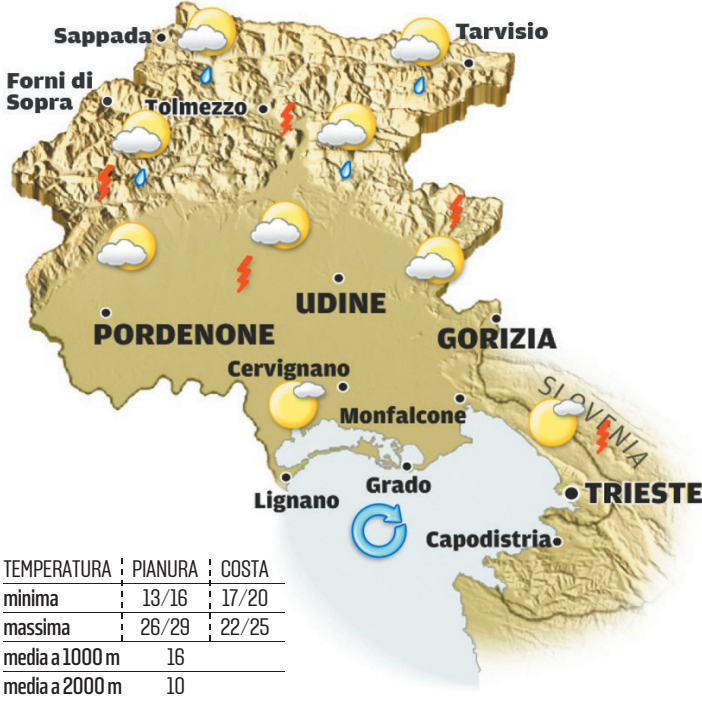 Sappada
Tarvisio
Forni di
Sopra
Tolmezzo
UDINE
PORDENONE
GORIZIA
Cervignano
SLOVENIA
Monfalcone
Grado
Lignano
TRIESTE
Capodistria
TEMPERATURA PIANURA COSTA
minima 13/16 17/20
massima 26/29 22/25
media a 1000 m 16
media a 2000 m 10